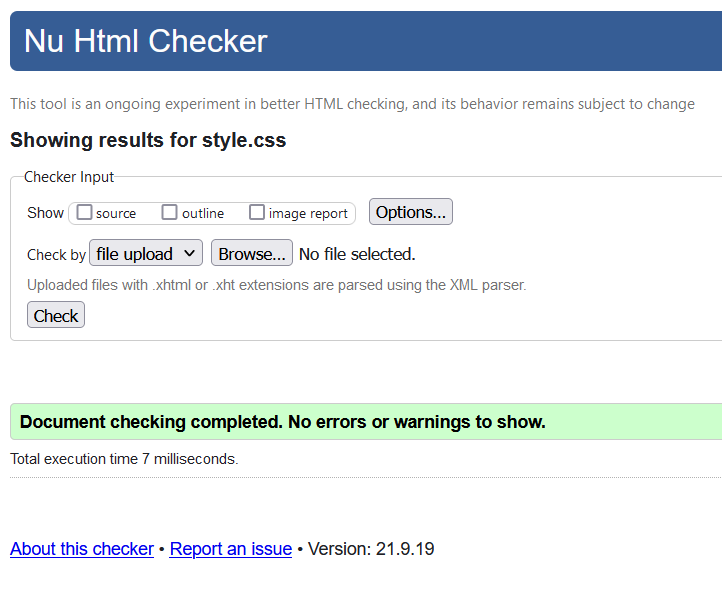 Nu Html Checker
This tool is an ongoing experiment in better HTML checking, and its behavior remains subject to change
Showing results for style.css
Checker Input
Show source outline image report Options...
Check by file upload Browse... No file selected.
Uploaded files with .xhtml or .xht extensions are parsed using the XML parser.
Check
Document checking completed. No errors or warnings to show.
Total execution time 7 milliseconds.
About this checker • Report an issue • Version: 21.9.19